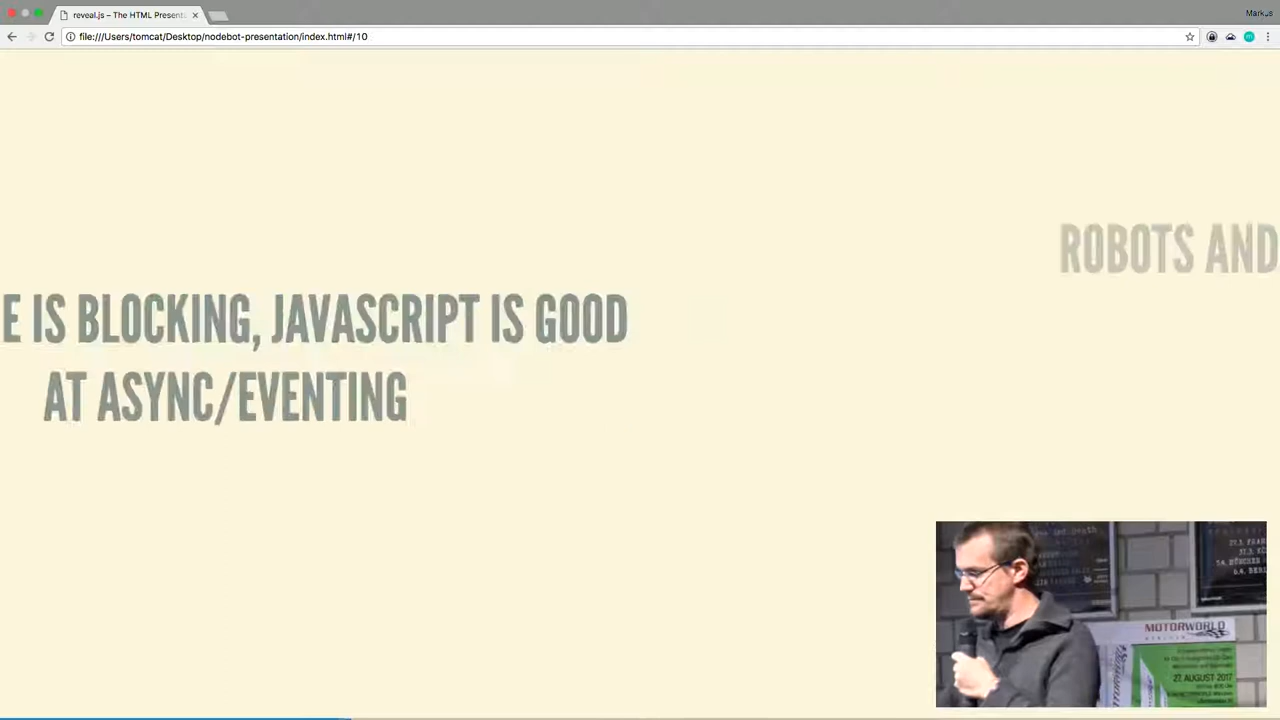 reveal.js – The HTML Present
Markus
file:///Users/tomcat/Desktop/nodebot-presentation/index.html#/10
ROBOTS AND
E IS BLOCKING, JAVASCRIPT IS GOOD
AT ASYNC/EVENTING
MOTORWORLD
27. AUGUST 2017